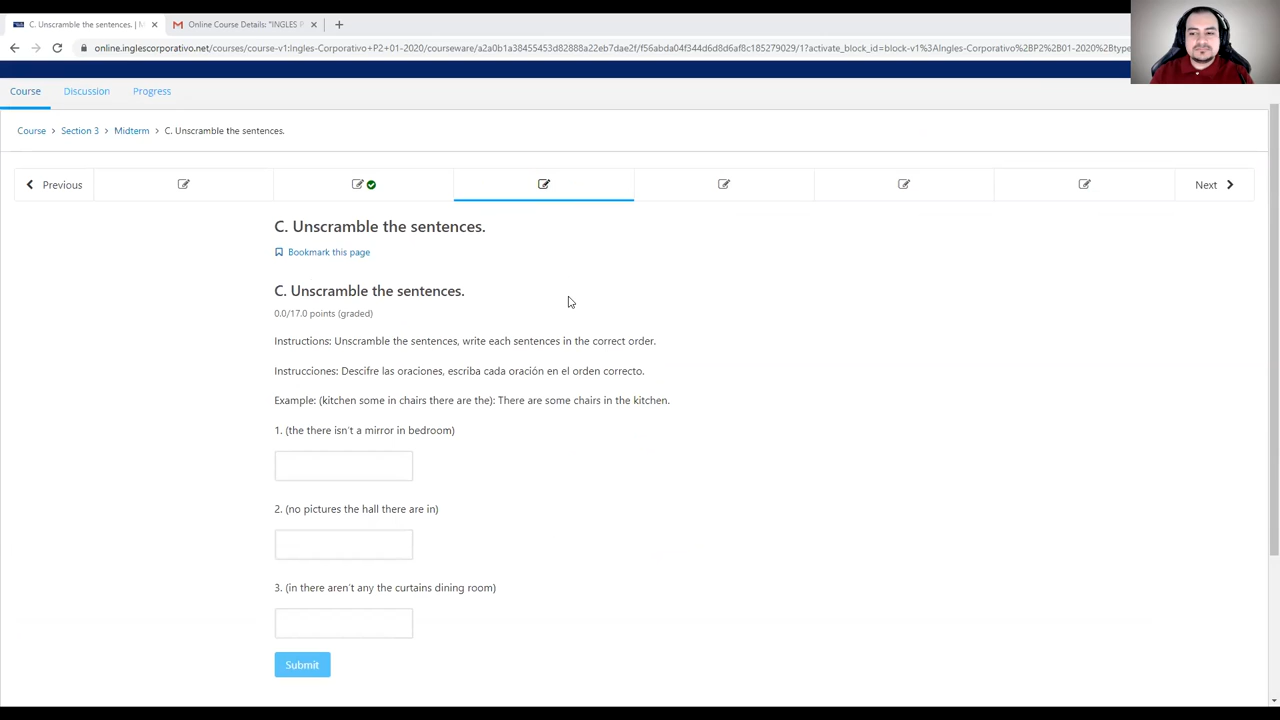 C. Unscramble the sentences. | M
Online Course Details: "INGLES P
online.inglescorporativo.net/courses/course-v1:Ingles-Corporativo+P2+01-2020/courseware/a2a0b1a38455453d82888a22eb7dae2f/f56abda04f344d6d8d6af8c185279029/1?activate_block_id=block-v1%3AIngles-Corporativo%2BP2%2B01-2020%2Btype
Course Discussion Progress
Course > Section 3 > Midterm > C. Unscramble the sentences.
Previous Next
C. Unscramble the sentences.
Bookmark this page
C. Unscramble the sentences.
0.0/17.0 points (graded)
Instructions: Unscramble the sentences, write each sentences in the correct order.
Instrucciones: Descifre las oraciones, escriba cada oración en el orden correcto.
Example: (kitchen some in chairs there are the): There are some chairs in the kitchen.
1. (the there isn´t a mirror in bedroom)
2. (no pictures the hall there are in)
3. (in there aren´t any the curtains dining room)
Submit